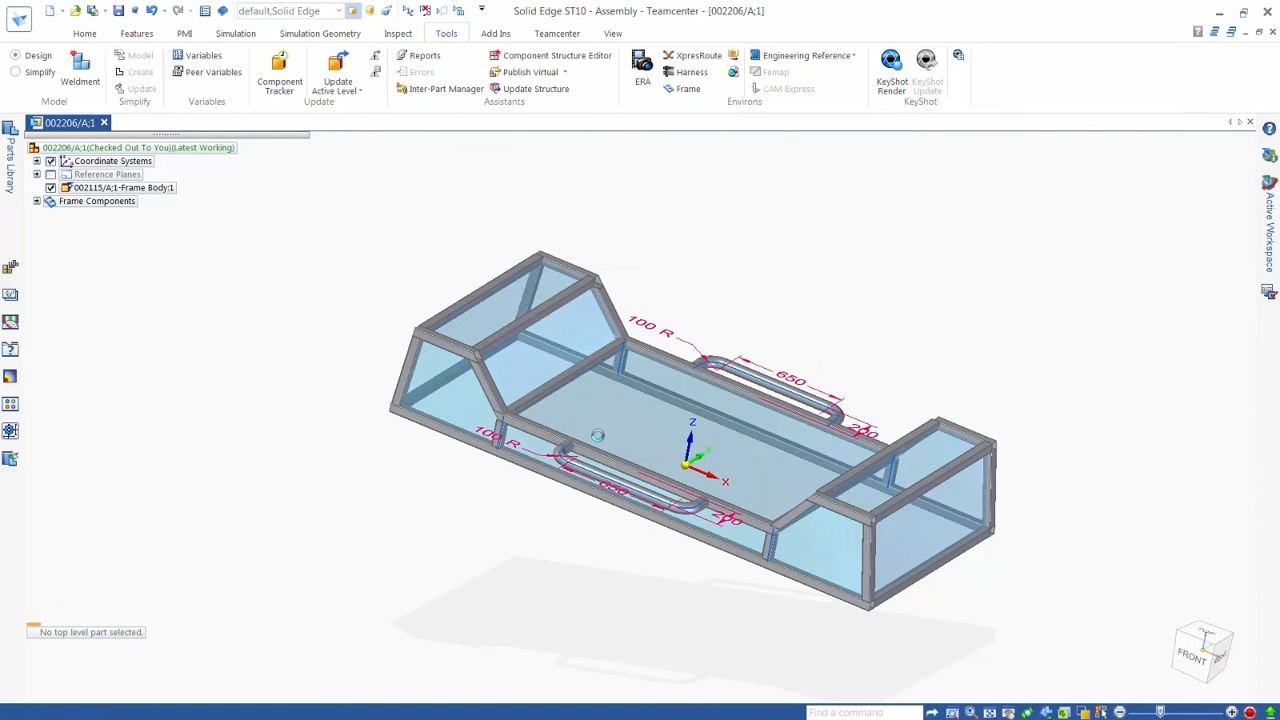 default,Solid Edge
Solid Edge ST10 - Assembly - Teamcenter - [002206/A;1]
Home Features PMI Simulation Simulation Geometry Inspect Tools Add Ins Teamcenter View
Design
Simplify
Weldment
Model
Model
Create
Update
Simplify
Variables
Peer Variables
Variables
Component Tracker
Update Active Level
Update
Reports
Errors
Inter-Part Manager
Component Structure Editor
Publish Virtual
Update Structure
Assistants
ERA
XpresRoute
Harness
Frame
Engineering Reference
Femap
CAM Express
Environs
KeyShot Render
KeyShot Update
KeyShot
002206/A;1
Parts Library
002206/A;1(Checked Out To You)(Latest Working)
Coordinate Systems
Reference Planes
002115/A;1-Frame Body:1
Frame Components
Active Workspace
100 R
650
200
100 R
650
200
Z
X
No top level part selected.
FRONT
Find a command